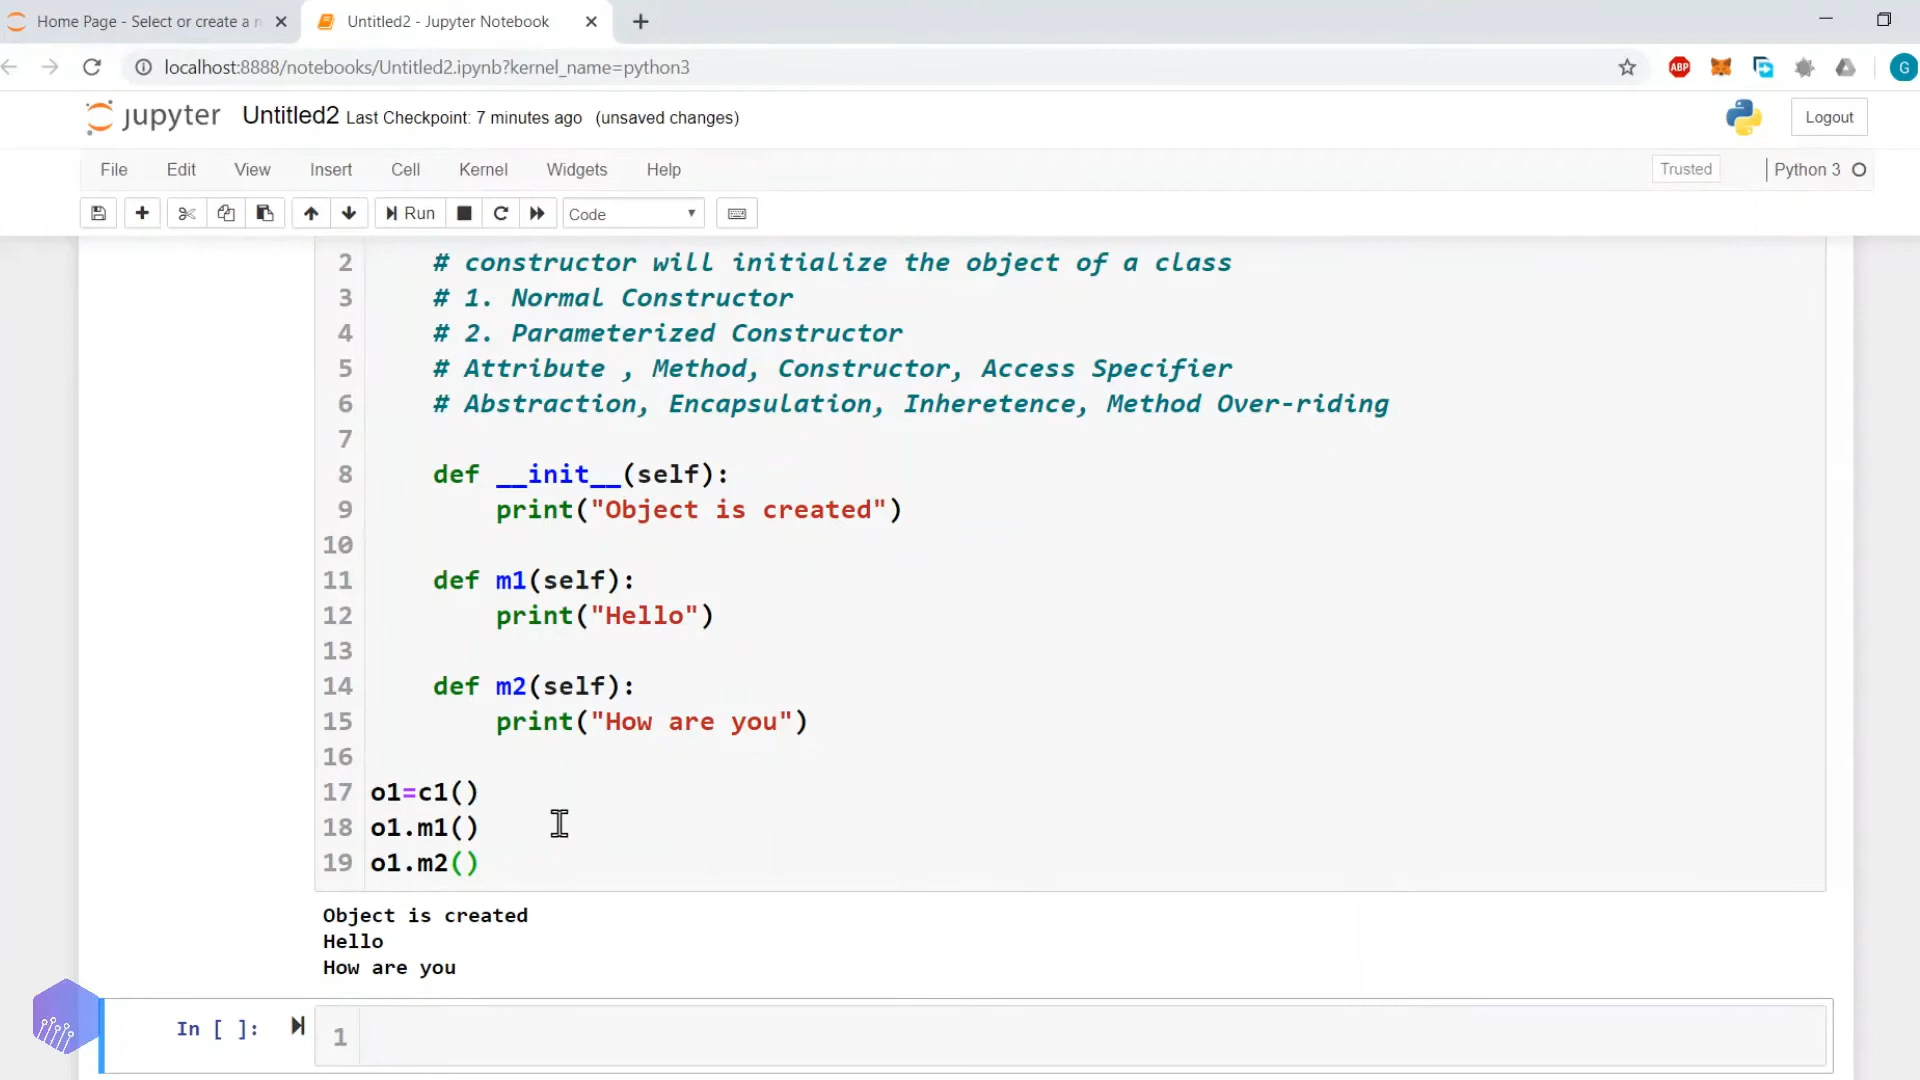 Home Page - Select or create a n
Untitled2 - Jupyter Notebook
localhost:8888/notebooks/Untitled2.ipynb?kernel_name=python3
ABP
G
jupyter Untitled2 Last Checkpoint: 7 minutes ago (unsaved changes)
Logout
File Edit View Insert Cell Kernel Widgets Help
Trusted
Python 3
Run
Code
2 # constructor will initialize the object of a class
3 # 1. Normal Constructor
4 # 2. Parameterized Constructor
5 # Attribute , Method, Constructor, Access Specifier
6 # Abstraction, Encapsulation, Inheretence, Method Over-riding
7
8 def __init__(self):
9 print("Object is created")
10
11 def m1(self):
12 print("Hello")
13
14 def m2(self):
15 print("How are you")
16
17 o1=c1()
18 o1.m1()
19 o1.m2()
Object is created
Hello
How are you
In [ ]:
1